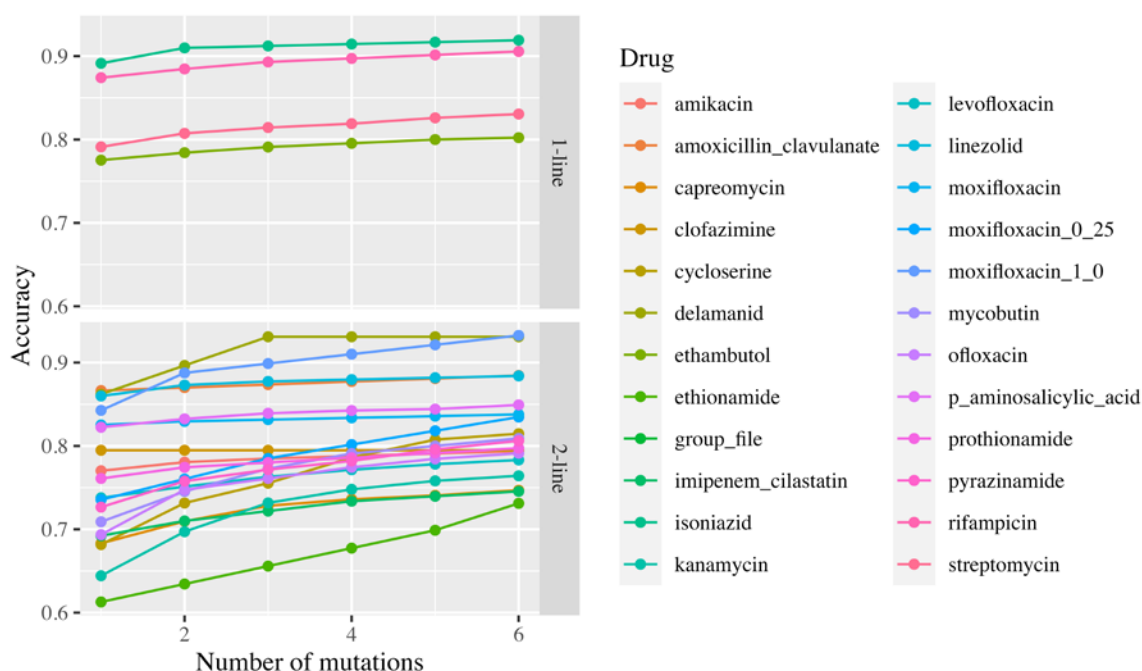 Accuracy
0.9
0.8
0.7
0.6
1-line
0.9
0.8
0.7
0.6
2-line
2
4
6
Number of mutations
Drug
amikacin
amoxicillin_clavulanate
capreomycin
clofazimine
cycloserine
delamanid
ethambutol
ethionamide
group_file
imipenem_cilastatin
isoniazid
kanamycin
levofloxacin
linezolid
moxifloxacin
moxifloxacin_0_25
moxifloxacin_1_0
mycobutin
ofloxacin
p_aminosalicylic_acid
prothionamide
pyrazinamide
rifampicin
streptomycin